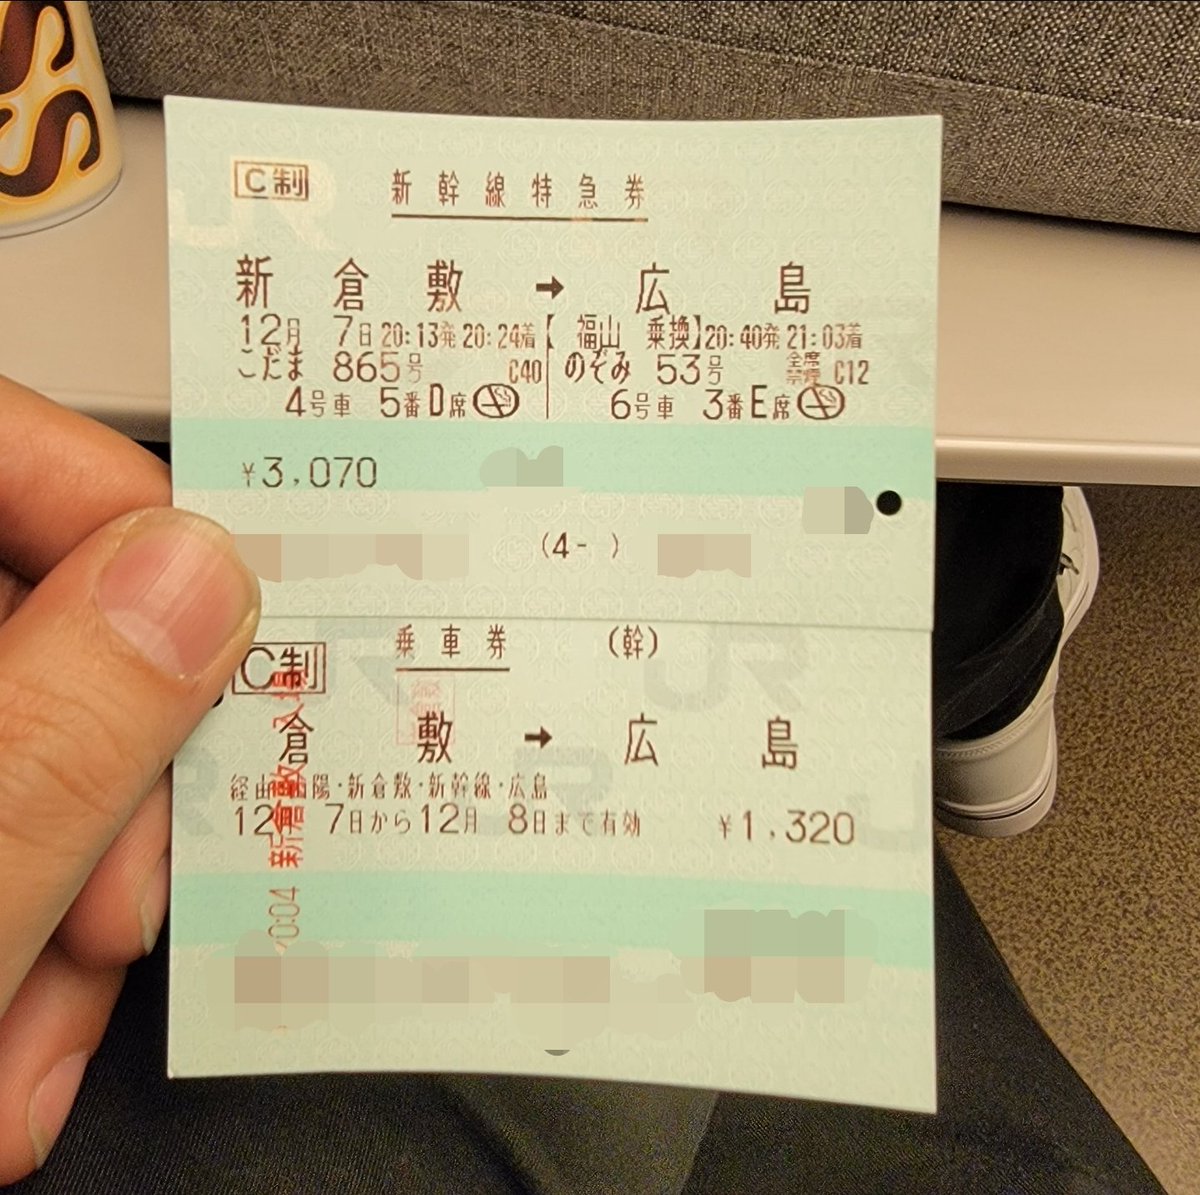 C制 新幹線特急券
新倉敷 → 広島
12月 7日 20:13発 20:24着【 福山 乗換】20:40発 21:03着
こだま 865号 C40 のぞみ 53号 全席禁煙 C12
4号車 5番D席 6号車 3番E席
¥3,070
(4- )
C制 乗車券 (幹)
倉敷 → 広島
経由 山陽・新倉敷・新幹線・広島
12月 7日から12月 8日まで有効 ¥1,320
新倉敷 入場